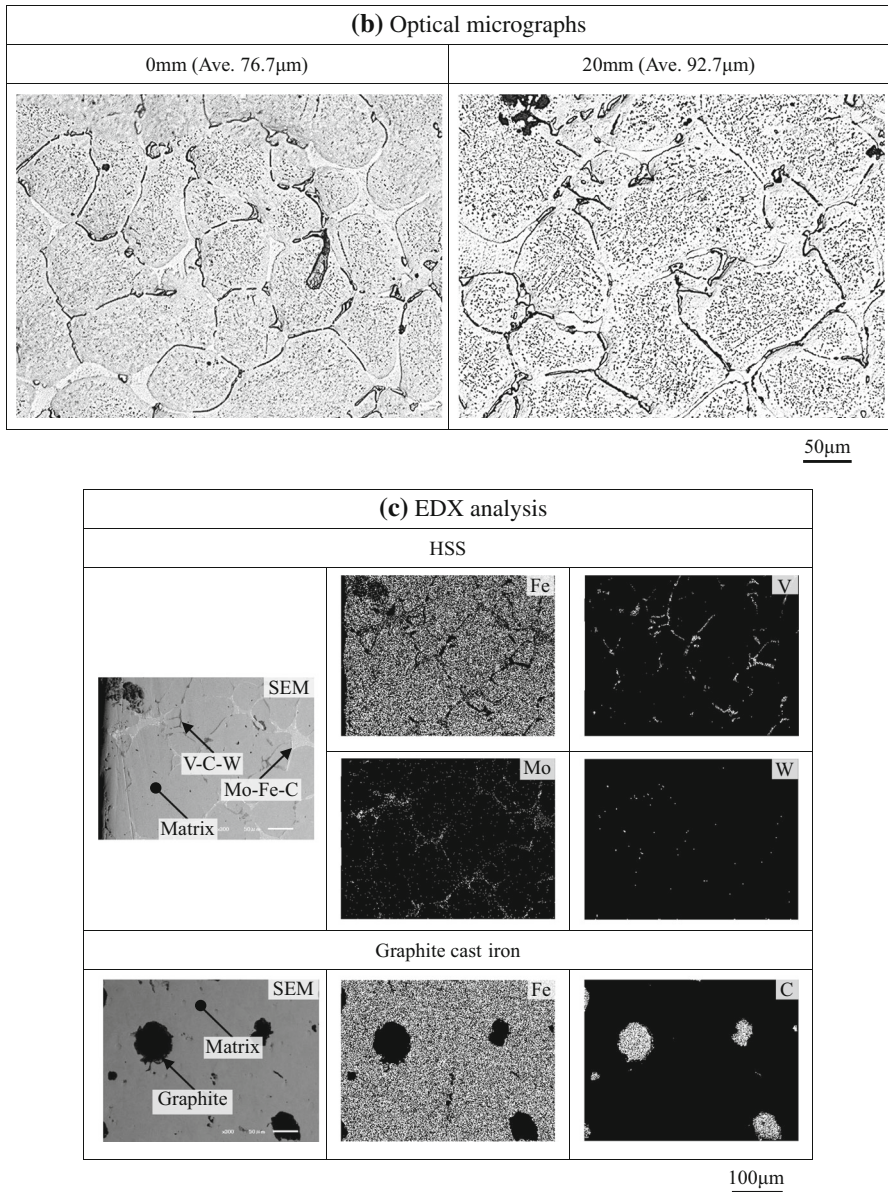 (b) Optical micrographs
0mm (Ave. 76.7μm)
20mm (Ave. 92.7μm)
50μm
(c) EDX analysis
HSS
SEM
V-C-W
Mo-Fe-C
Matrix
Fe
V
Mo
W
Graphite cast iron
SEM
Matrix
Graphite
Fe
C
100μm